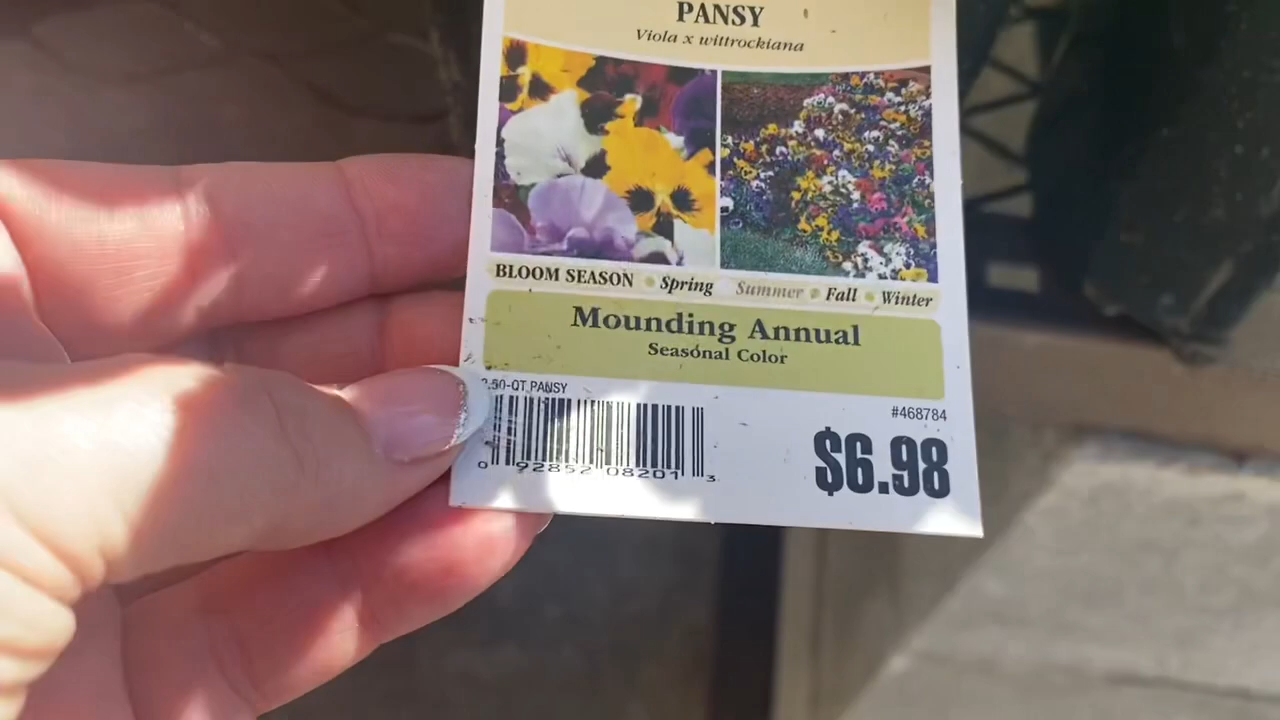 PANSY
Viola x wittrockiana
BLOOM SEASON Spring Summer Fall Winter
Mounding Annual
Seasonal Color
.50-QT PANSY
#468784
$6.98
0 92852 08201 3